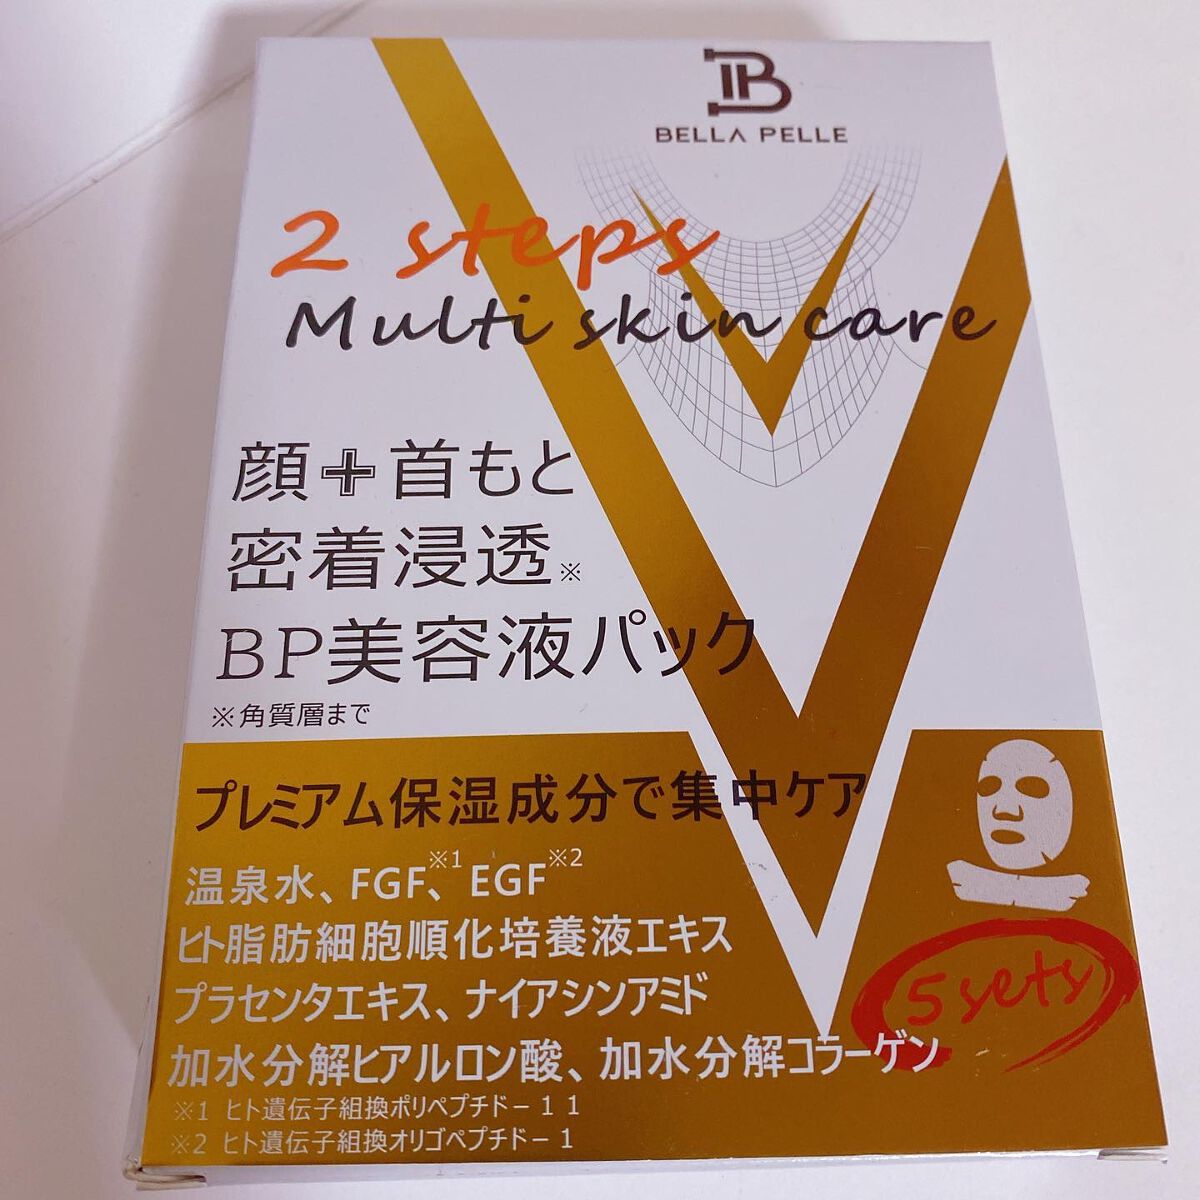 BELLA PELLE
2 steps
Multi skin care
顔+首もと
密着浸透※
BP美容液パック
※角質層まで
プレミアム保湿成分で集中ケア
温泉水、FGF※1、EGF※2
ヒト脂肪細胞順化培養液エキス
プラセンタエキス、ナイアシンアミド
加水分解ヒアルロン酸、加水分解コラーゲン
5sets
※1 ヒト遺伝子組換ポリペプチド-11
※2 ヒト遺伝子組換オリゴペプチド-1